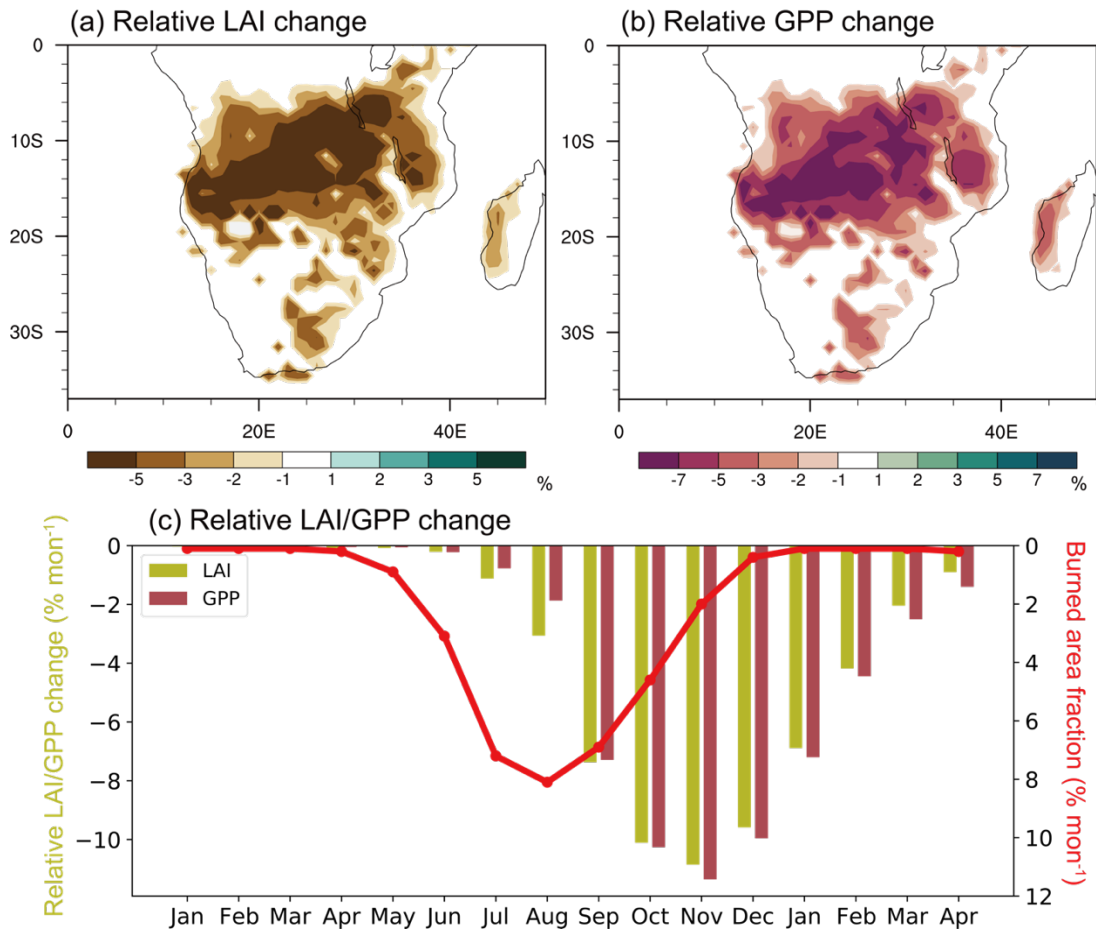 (a) Relative LAI change
(b) Relative GPP change
0
10S
20S
30S
0
20E
40E
-5
-3
-2
-1
1
2
3
5
%
0
10S
20S
30S
0
20E
40E
-7
-5
-3
-2
-1
1
2
3
5
7
%
(c) Relative LAI/GPP change
Relative LAI/GPP change (% mon⁻¹)
0
−2
−4
−6
−8
−10
LAI
GPP
0
2
4
6
8
10
12
Burned area fraction (% mon⁻¹)
Jan Feb Mar Apr May Jun Jul Aug Sep Oct Nov Dec Jan Feb Mar Apr